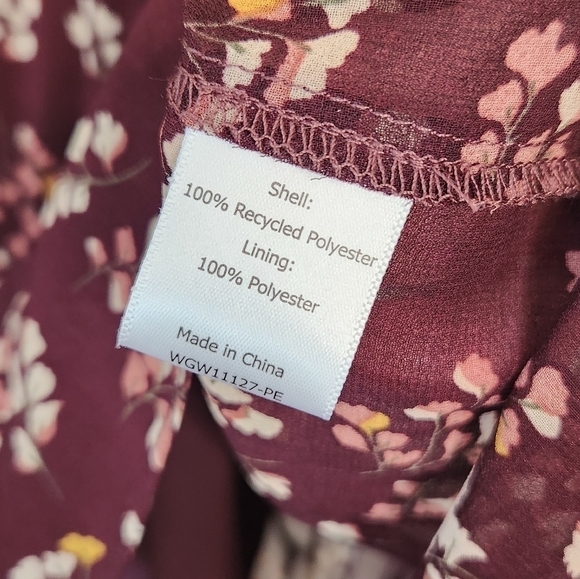 Shell:
100% Recycled Polyester
Lining:
100% Polyester
Made in China
WGW11127-PE